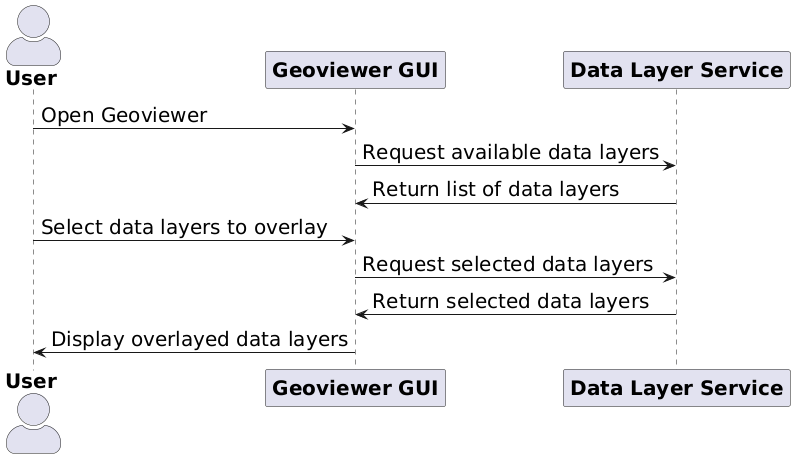 User
Geoviewer GUI
Data Layer Service
Open Geoviewer
Request available data layers
Return list of data layers
Select data layers to overlay
Request selected data layers
Return selected data layers
Display overlayed data layers
User
Geoviewer GUI
Data Layer Service